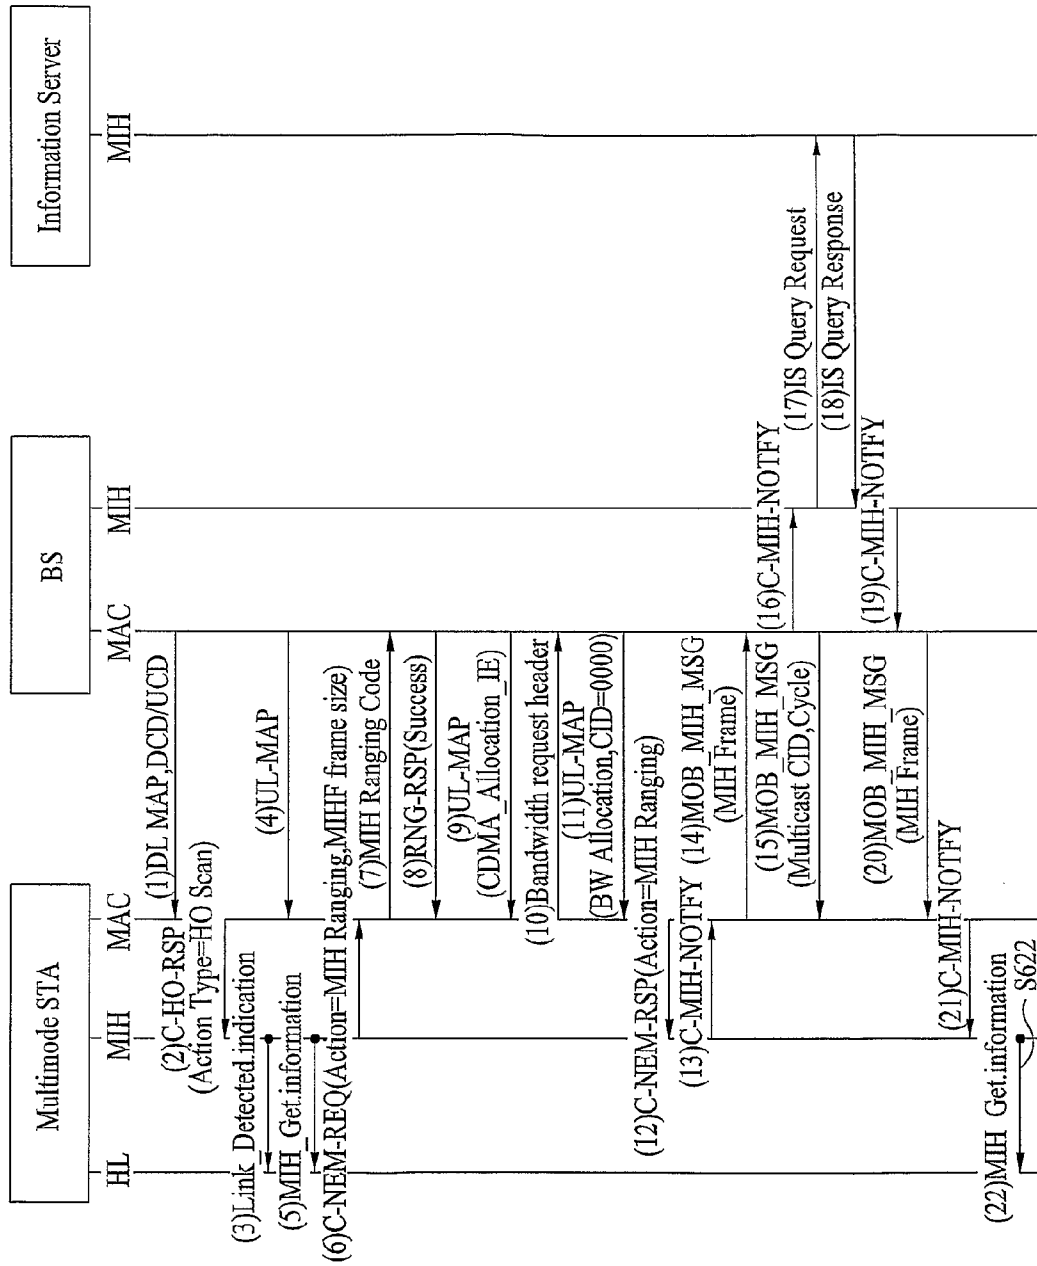 Multimode STA
BS
Information Server
HL
MIH
MAC
MAC
MIH
MIH
(1)DL MAP,DCD/UCD
(2)C-HO-RSP
(Action Type=HO Scan)
(3)Link_Detected.indication
(4)UL-MAP
(5)MIH_Get.information
(6)C-NEM-REQ(Action=MIH Ranging,MIHF frame size)
(7)MIH Ranging Code
(8)RNG-RSP(Success)
(9)UL-MAP
(CDMA_Allocation_IE)
(10)Bandwidth request header
(11)UL-MAP
(BW Allocation,CID=0000)
(12)C-NEM-RSP(Action=MIH Ranging)
(13)C-MIH-NOTFY
(14)MOB_MIH_MSG
(MIH Frame)
(15)MOB_MIH_MSG
(Multicast CID,Cycle)
(16)C-MIH-NOTFY
(17)IS Query Request
(18)IS Query Response
(19)C-MIH-NOTFY
(20)MOB_MIH_MSG
(MIH Frame)
(21)C-MIH-NOTFY
(22)MIH Get.information
S622